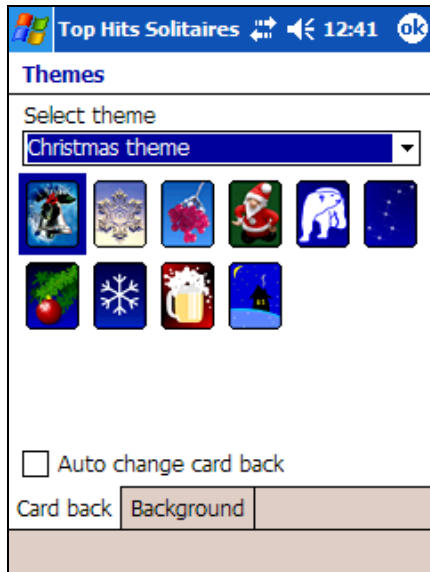 Top Hits Solitaires 12:41 ok
Themes
Select theme
Christmas theme
Auto change card back
Card back Background